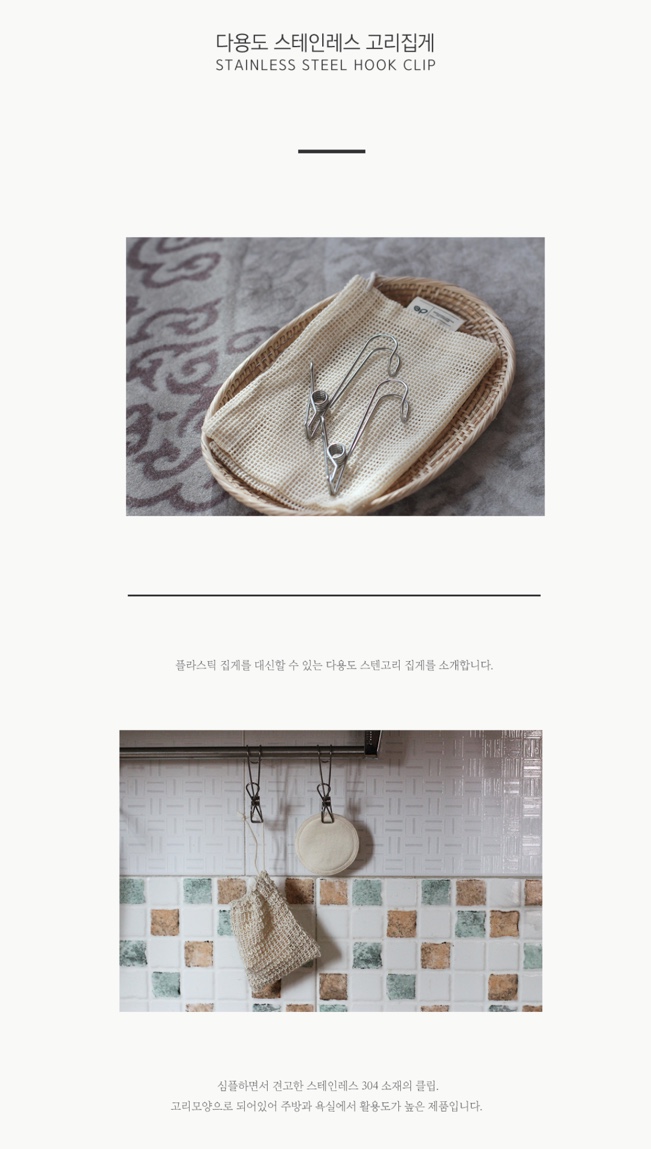 다용도 스테인레스 고리집게
STAINLESS STEEL HOOK CLIP
플라스틱 집게를 대신할 수 있는 다용도 스텐고리 집게를 소개합니다.
심플하면서 견고한 스테인레스 304 소재의 클립.
고리모양으로 되어있어 주방과 욕실에서 활용도가 높은 제품입니다.